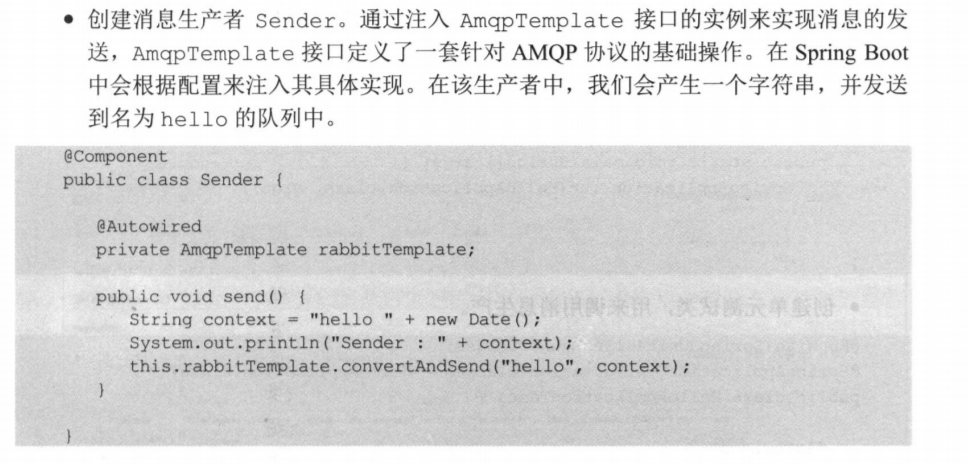 • 创建消息生产者 Sender。通过注入 AmqpTemplate 接口的实例来实现消息的发
送，AmqpTemplate 接口定义了一套针对 AMQP 协议的基础操作。在 Spring Boot
中会根据配置来注入其具体实现。在该生产者中，我们会产生一个字符串，并发送
到名为 hello 的队列中。
@Component
public class Sender {
@Autowired
private AmqpTemplate rabbitTemplate;
public void send() {
String context = "hello " + new Date();
System.out.println("Sender : " + context);
this.rabbitTemplate.convertAndSend("hello", context);
}
}